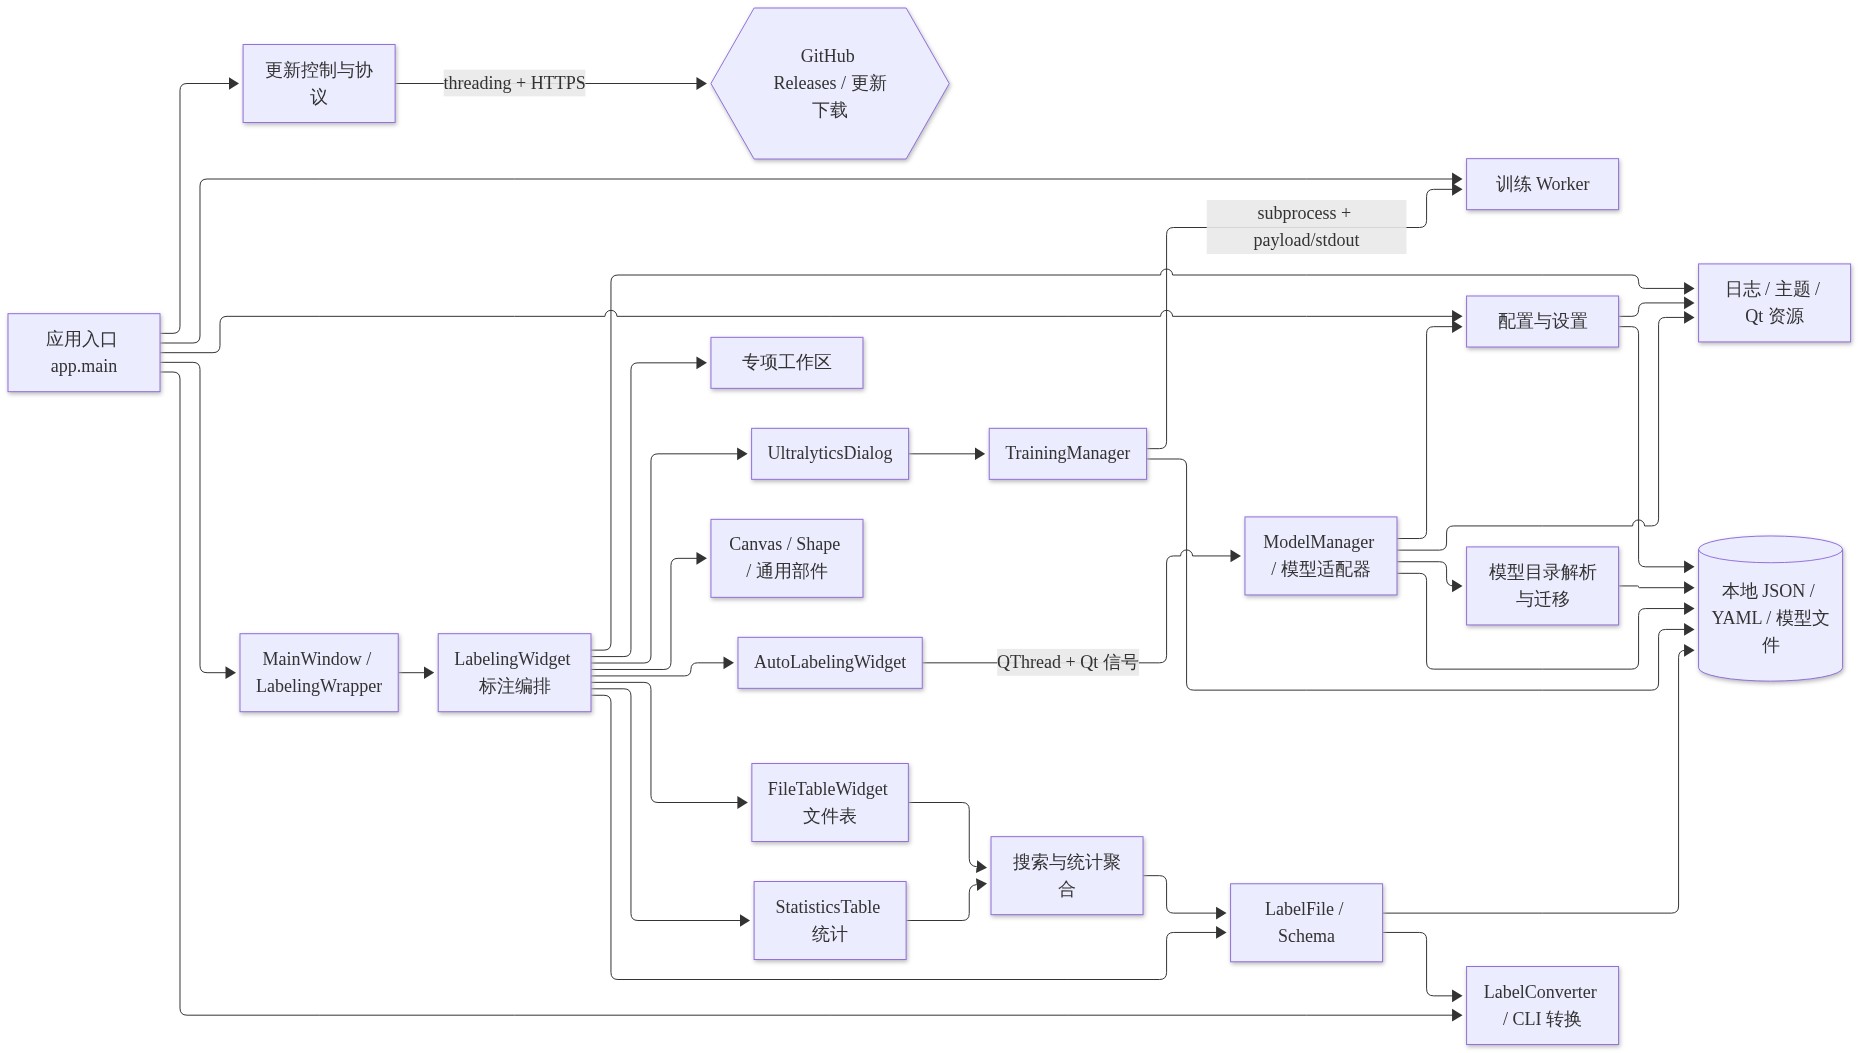 更新控制与协
议
threading + HTTPS
GitHub
Releases / 更新
下载
训练 Worker
subprocess +
payload/stdout
日志 / 主题 /
Qt 资源
配置与设置
应用入口
app.main
专项工作区
UltralyticsDialog
TrainingManager
Canvas / Shape
/ 通用部件
ModelManager
/ 模型适配器
模型目录解析
与迁移
本地 JSON /
YAML / 模型文
件
MainWindow /
LabelingWrapper
LabelingWidget
标注编排
AutoLabelingWidget
QThread + Qt 信号
FileTableWidget
文件表
搜索与统计聚
合
StatisticsTable
统计
LabelFile /
Schema
LabelConverter
/ CLI 转换